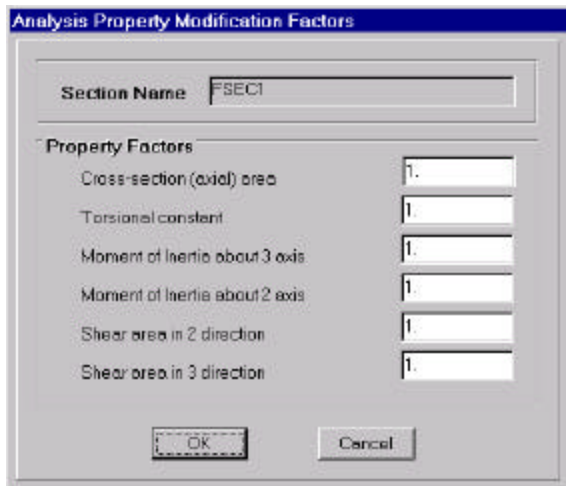 Analysis Property Modification Factors
Section Name FSEC1
Property Factors
Cross-section (axial) area 1.
Torsional constant 1.
Moment of Inertia about 3 axis 1.
Moment of Inertia about 2 axis 1.
Shear area in 2 direction 1.
Shear area in 3 direction 1.
OK Cancel